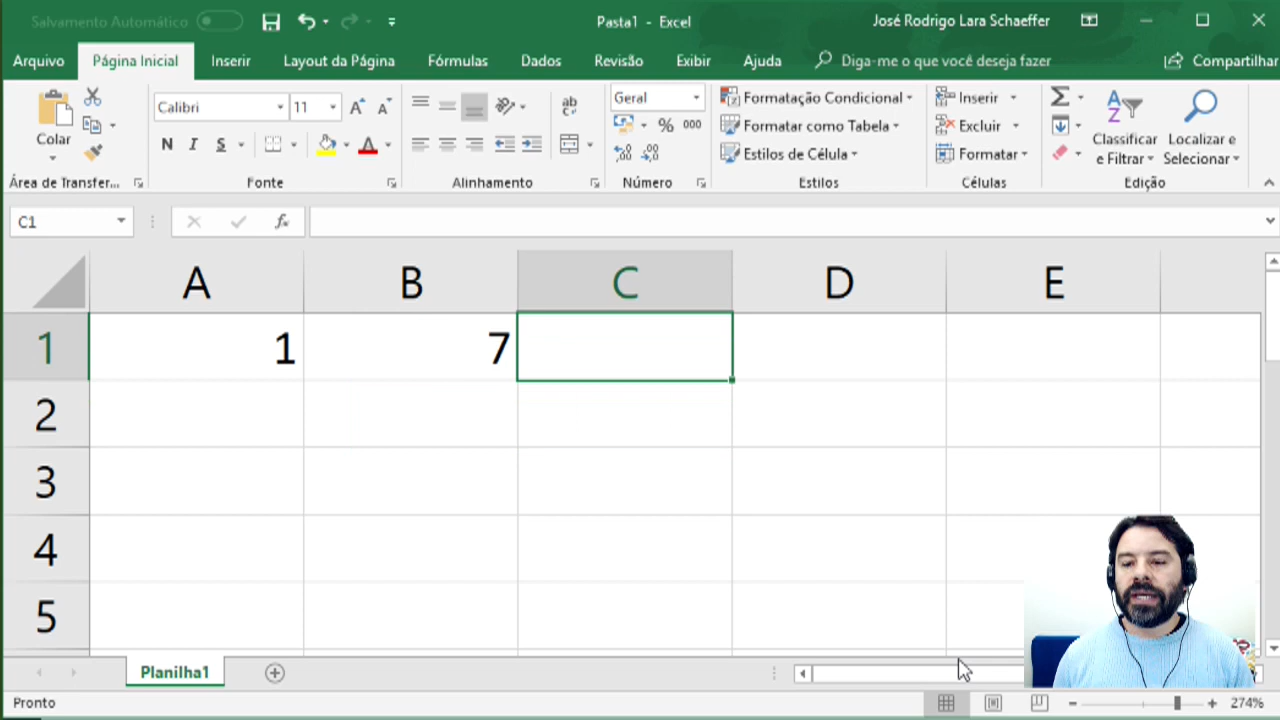 Salvamento Automático
Pasta1 - Excel
José Rodrigo Lara Schaeffer
Arquivo
Página Inicial
Inserir
Layout da Página
Fórmulas
Dados
Revisão
Exibir
Ajuda
Diga-me o que você deseja fazer
Compartilhar
Colar
Calibri
11
A
A
N
I
S
A
ab
Geral
%
000
Formatação Condicional
Formatar como Tabela
Estilos de Célula
Inserir
Excluir
Formatar
Σ
A
Z
Classificar
e Filtrar
Localizar e
Selecionar
Área de Transfer...
Fonte
Alinhamento
Número
Estilos
Células
Edição
C1
fx
A B C D E
1 1 7
2
3
4
5
Planilha1
Pronto
274%